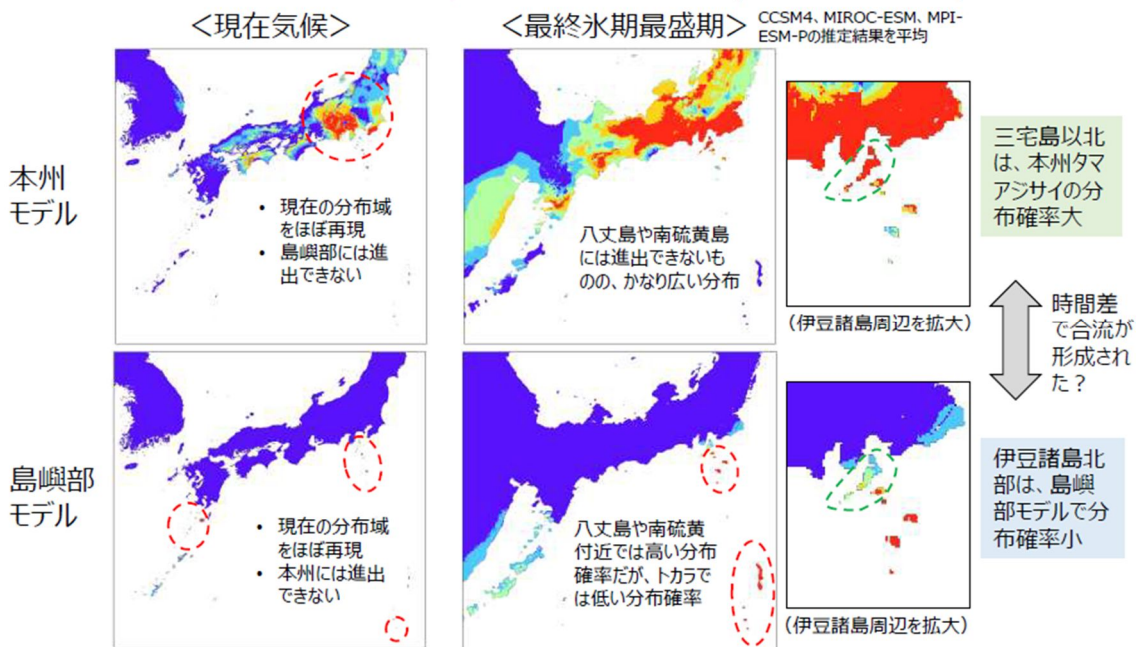 <現在気候>
<最終氷期最盛期>
CCSM4、MIROC-ESM、MPI-
ESM-Pの推定結果を平均
本州
モデル
• 現在の分布域
をほぼ再現
• 島嶼部には進
出できない
八丈島や南硫黄島
には進出できないも
のの、かなり広い分布
(伊豆諸島周辺を拡大)
三宅島以北
は、本州タマ
アジサイの分
布確率大
時間差
で合流が
形成され
た？
島嶼部
モデル
• 現在の分布域
をほぼ再現
• 本州には進出
できない
八丈島や南硫黄
付近では高い分布
確率だが、トカラで
は低い分布確率
(伊豆諸島周辺を拡大)
伊豆諸島北
部は、島嶼
部モデルで分
布確率小